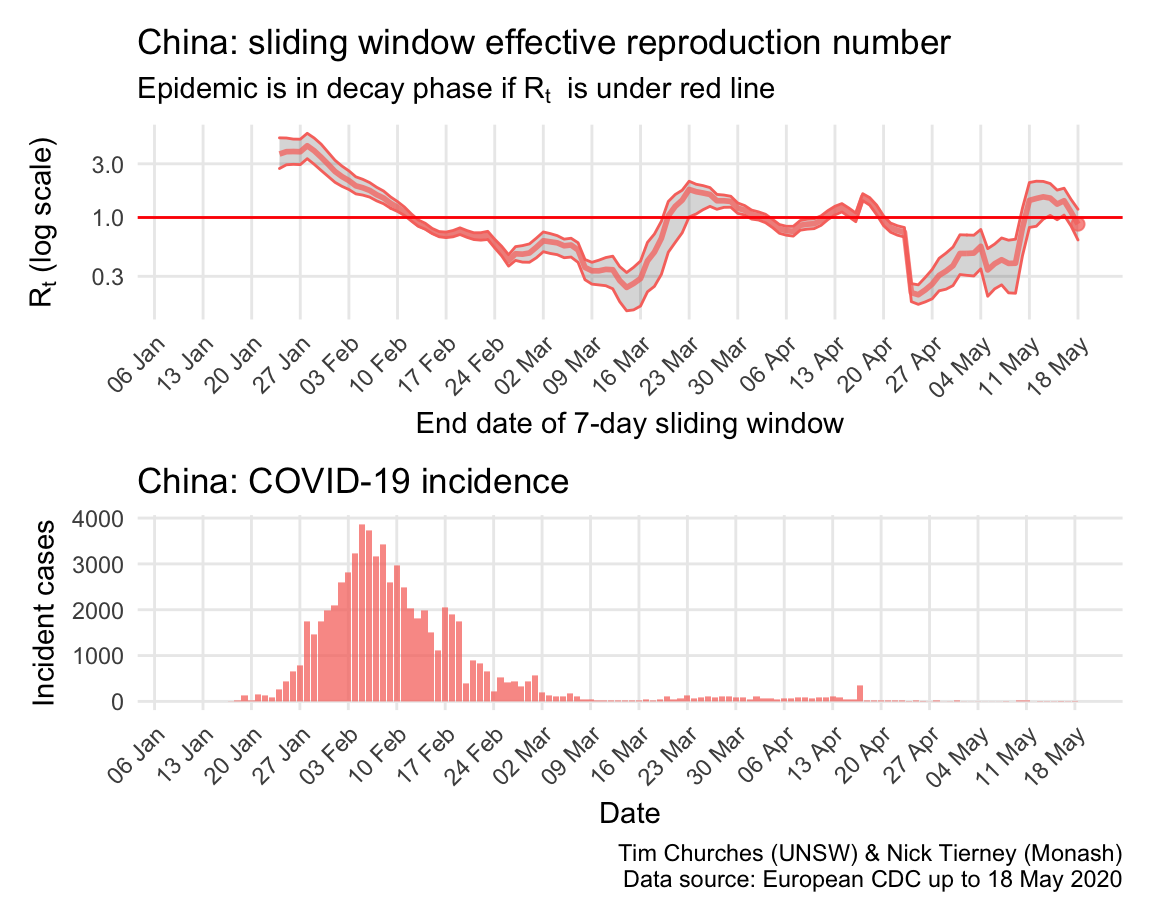 China: sliding window effective reproduction number
Epidemic is in decay phase if Rt is under red line
Rt (log scale)
3.0
1.0
0.3
06 Jan
13 Jan
20 Jan
27 Jan
03 Feb
10 Feb
17 Feb
24 Feb
02 Mar
09 Mar
16 Mar
23 Mar
30 Mar
06 Apr
13 Apr
20 Apr
27 Apr
04 May
11 May
18 May
End date of 7-day sliding window
China: COVID-19 incidence
Incident cases
4000
3000
2000
1000
0
06 Jan
13 Jan
20 Jan
27 Jan
03 Feb
10 Feb
17 Feb
24 Feb
02 Mar
09 Mar
16 Mar
23 Mar
30 Mar
06 Apr
13 Apr
20 Apr
27 Apr
04 May
11 May
18 May
Date
Tim Churches (UNSW) & Nick Tierney (Monash)
Data source: European CDC up to 18 May 2020